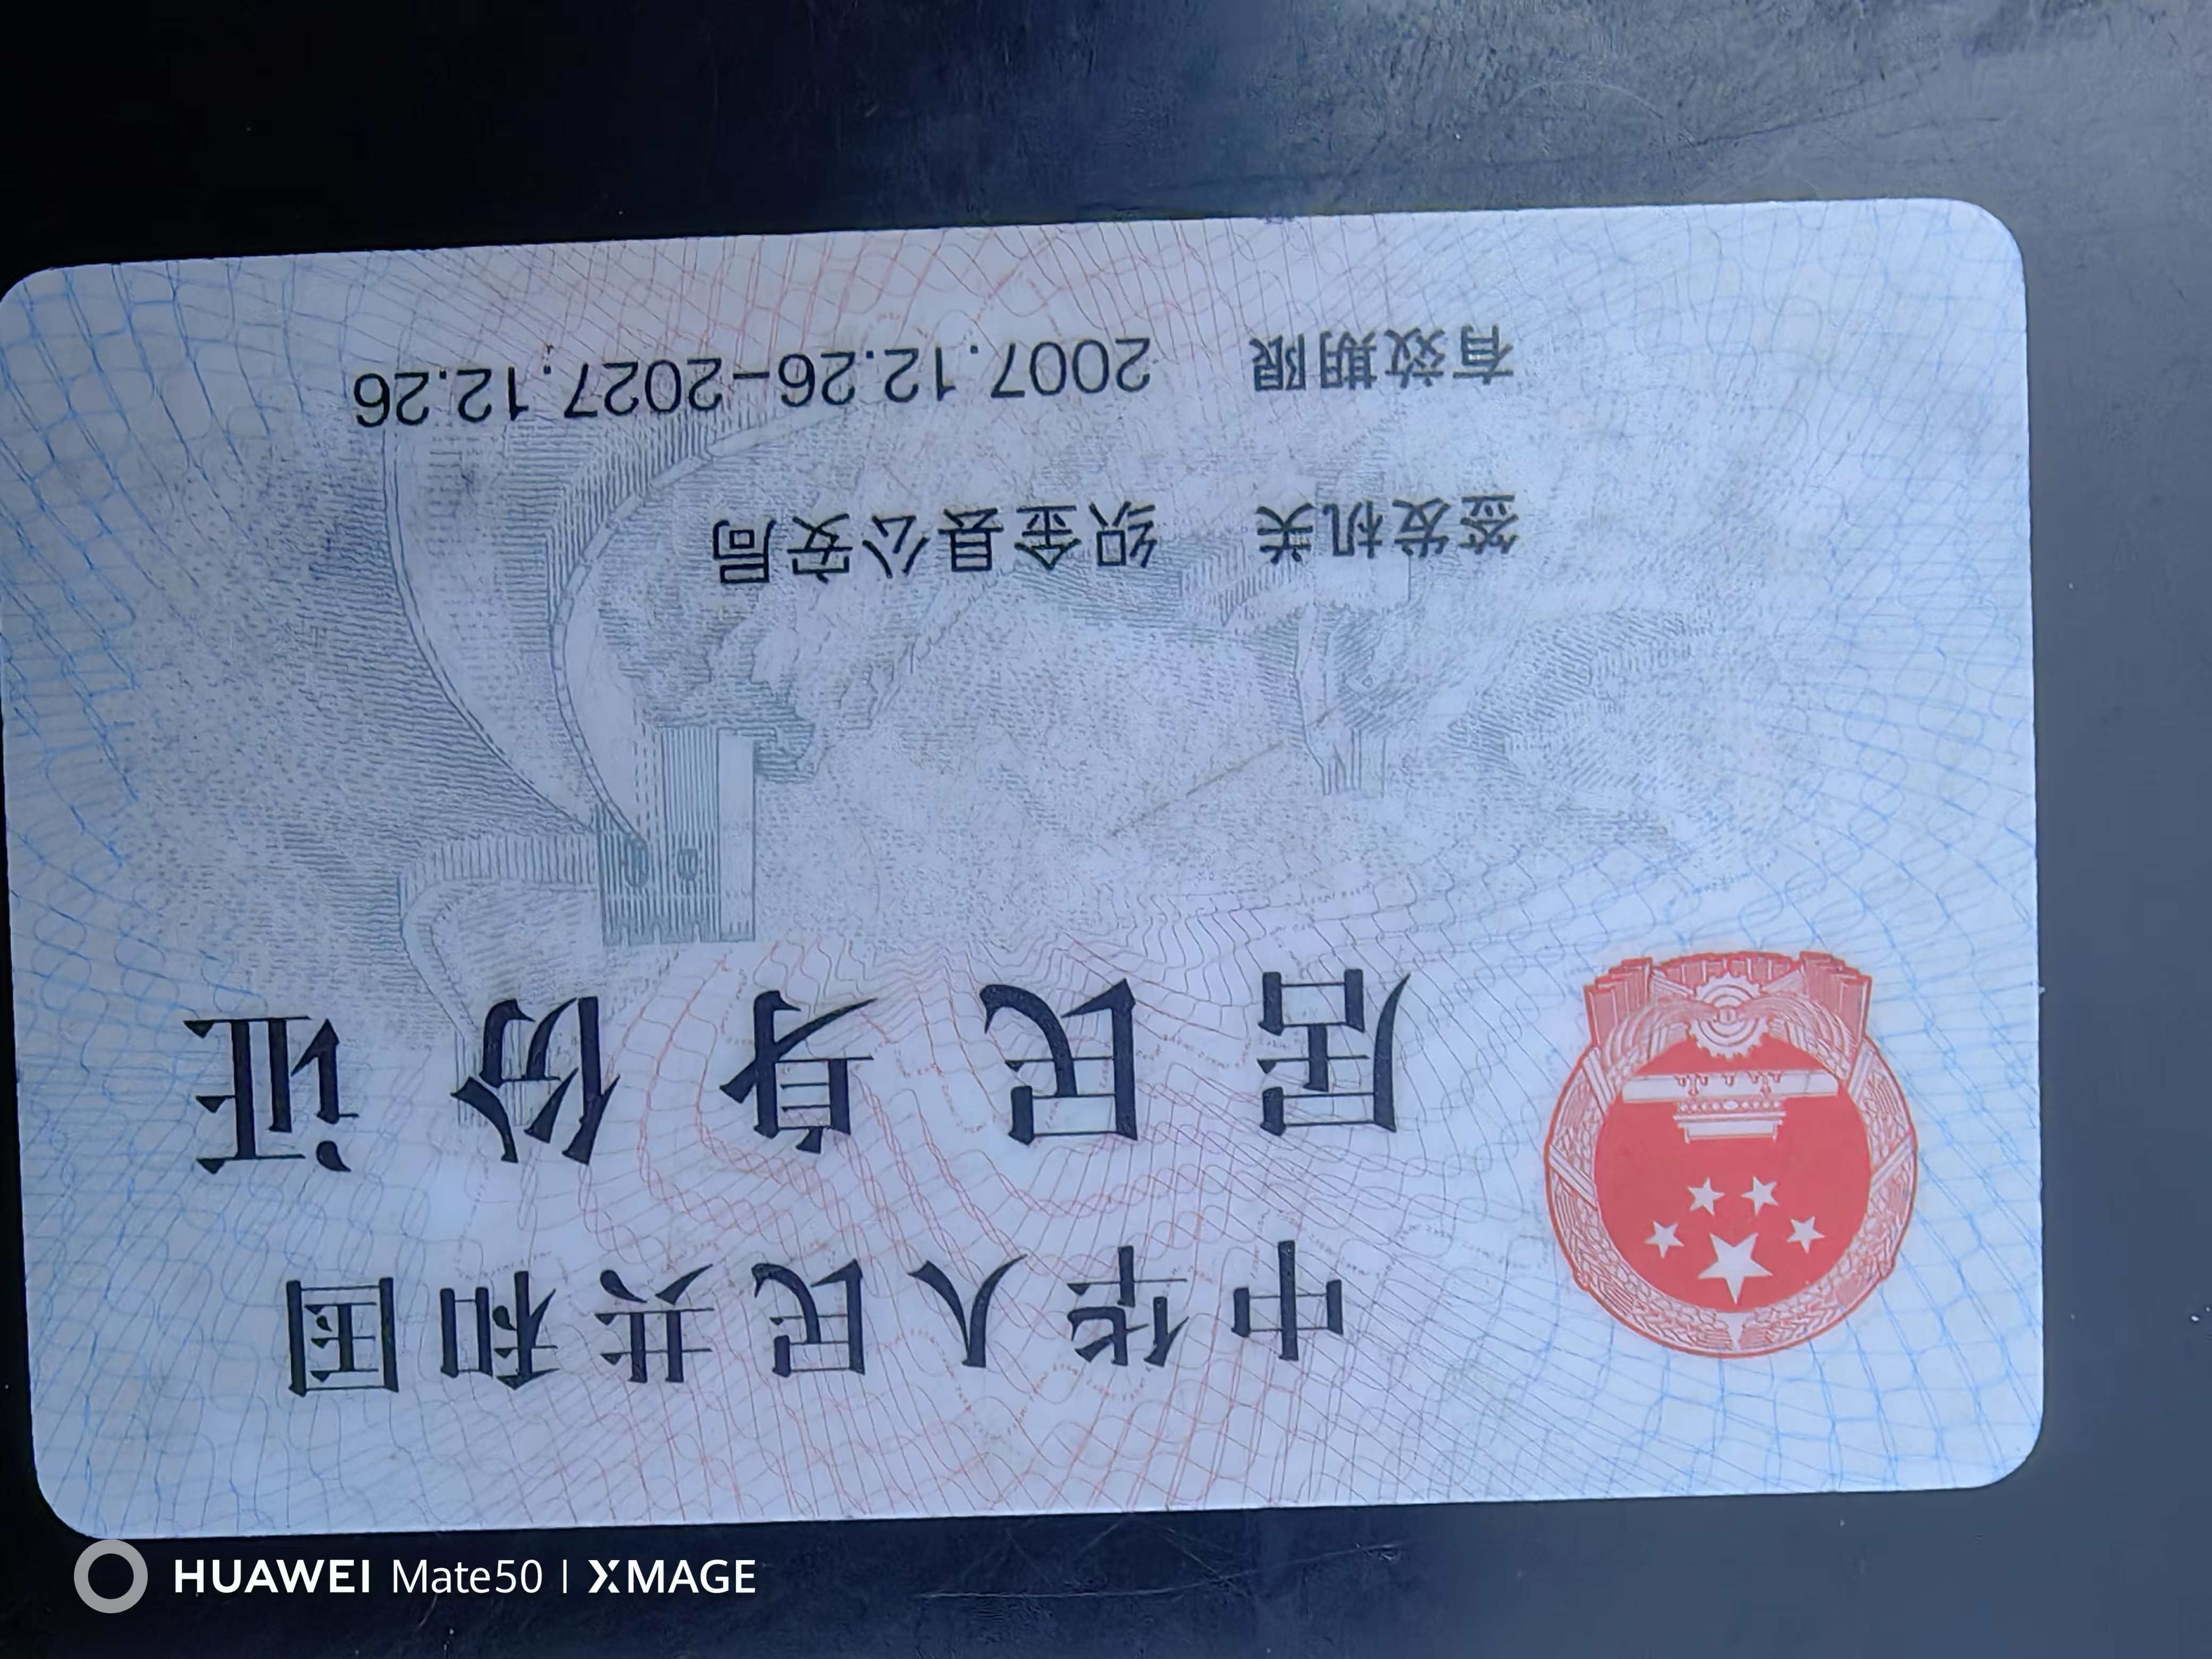 中华人民共和国
居民身份证
签发机关 织金县公安局
有效期限 2007.12.26-2027.12.26
HUAWEI Mate50 | XMAGE